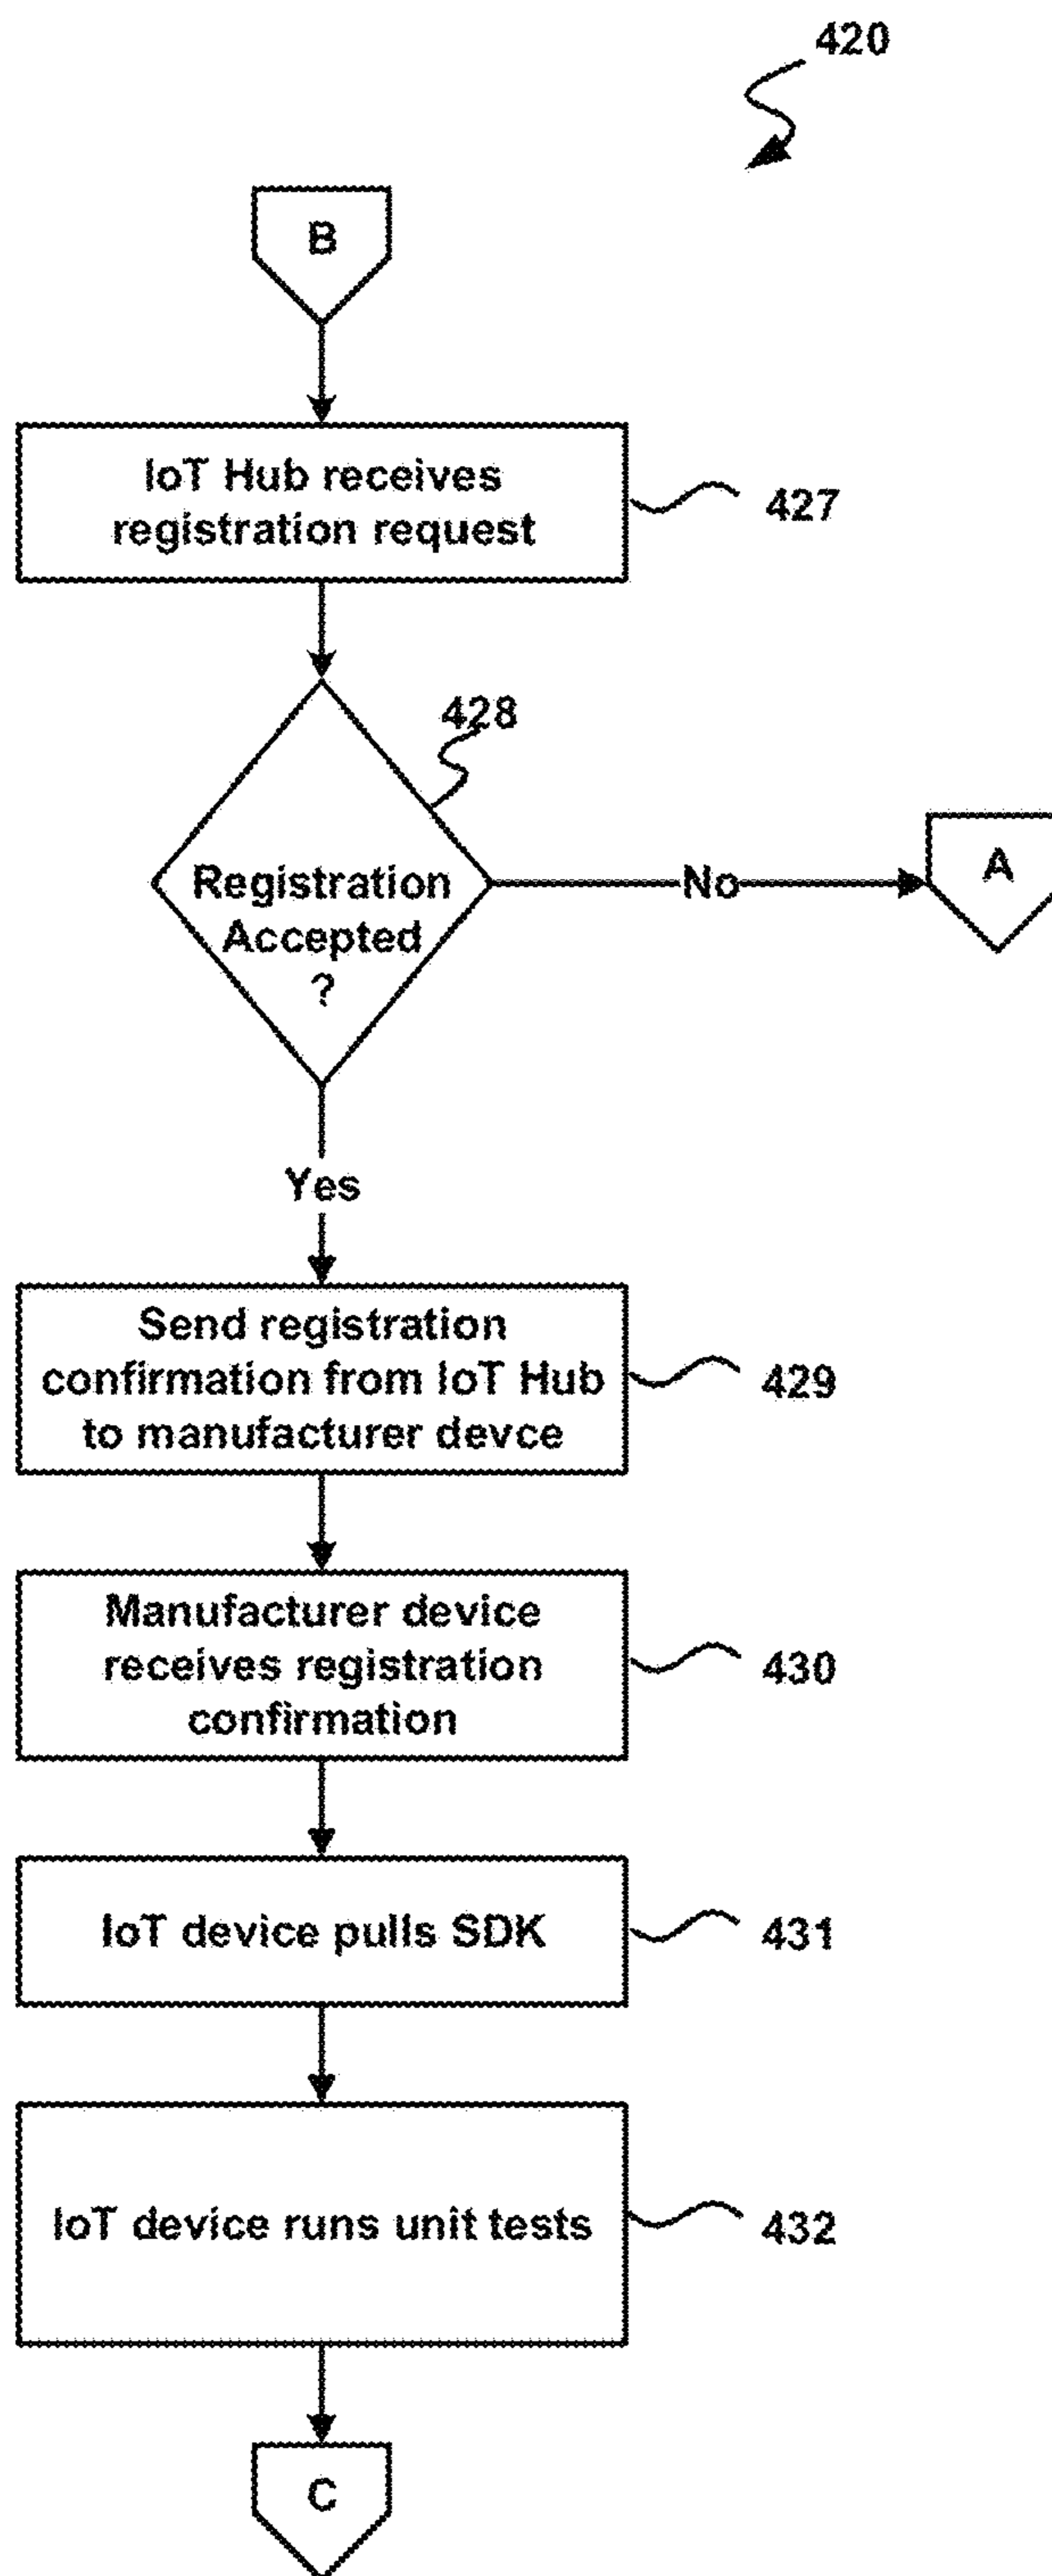 420
B
IoT Hub receives
registration request
427
428
Registration
Accepted
?
No
A
Yes
Send registration
confirmation from IoT Hub
to manufacturer devce
429
Manufacturer device
receives registration
confirmation
430
IoT device pulls SDK
431
IoT device runs unit tests
432
C